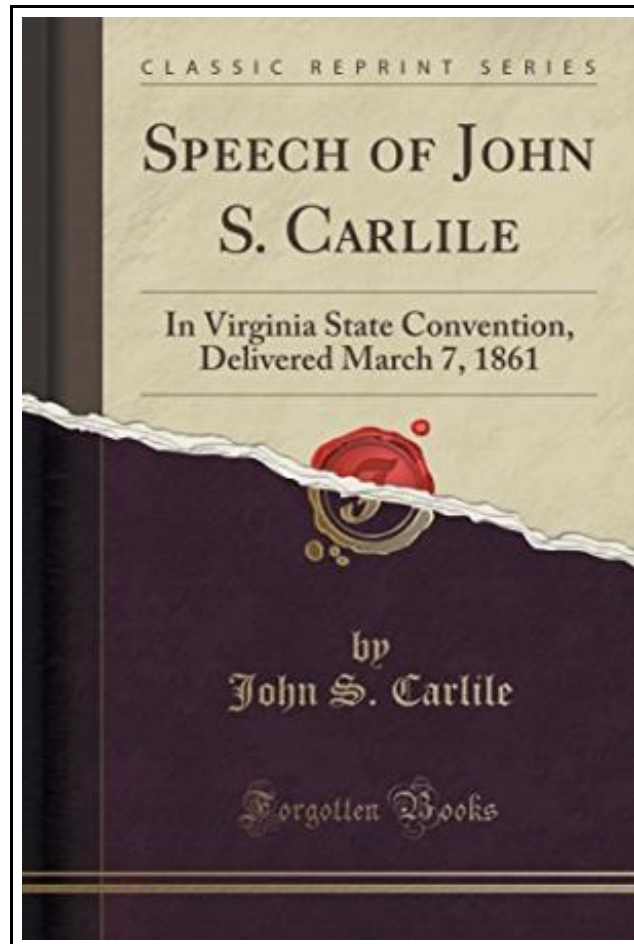 CLASSIC REPRINT SERIES
SPEECH OF JOHN
S. CARLILE
In Virginia State Convention,
Delivered March 7, 1861
F
by
John S. Carlile
Forgotten Books